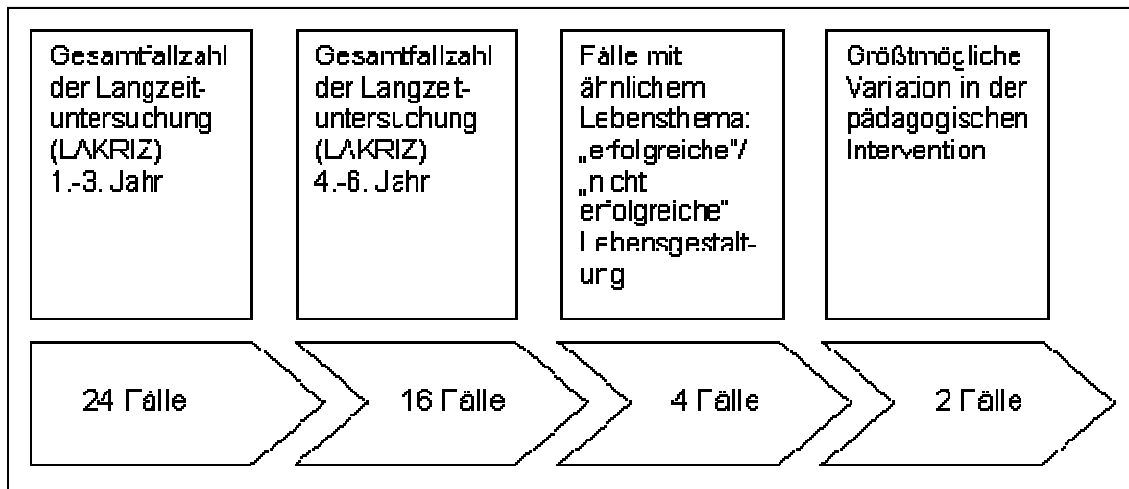 Gesamtfallzahl
der Langzeit-
untersuchung
(LAKRIZ)
1.-3. Jahr
Gesamtfallzahl
der Langzeit-
untersuchung
(LAKRIZ)
4.-6. Jahr
Fälle mit
ähnlichem
Lebensthema:
„erfolgreiche"/
„nicht
erfolgreiche"
Lebensgestalt-
ung
Größtmögliche
Variation in der
pädagogischen
Intervention
24 Fälle
16 Fälle
4 Fälle
2 Fälle